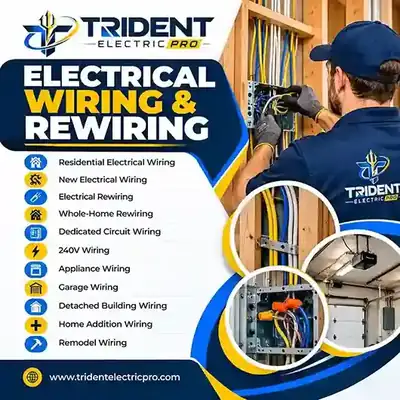 TRIDENT
ELECTRIC PRO
ELECTRICAL
WIRING &
REWIRING
Residential Electrical Wiring
New Electrical Wiring
Electrical Rewiring
Whole-Home Rewiring
Dedicated Circuit Wiring
240V Wiring
Appliance Wiring
Garage Wiring
Detached Building Wiring
Home Addition Wiring
Remodel Wiring
www.tridentelectricpro.com
TRIDENT
ELECTRIC PRO